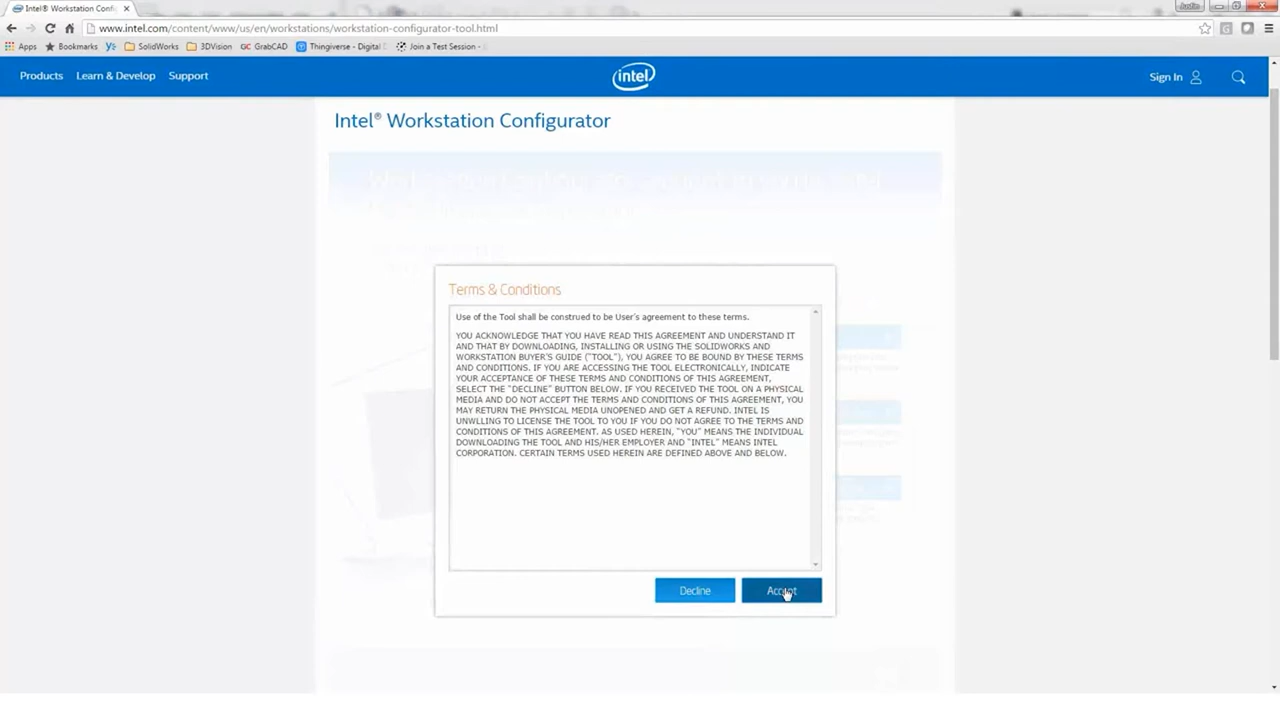 Intel® Workstation Confi
Justin
www.intel.com/content/www/us/en/workstations/workstation-configurator-tool.html
Apps Bookmarks SolidWorks 3DVision GC GrabCAD Thingiverse - Digital Join a Test Session -
Products Learn & Develop Support
intel
Sign In
Intel® Workstation Configurator
Terms & Conditions
Use of the Tool shall be construed to be User's agreement to these terms.
YOU ACKNOWLEDGE THAT YOU HAVE READ THIS AGREEMENT AND UNDERSTAND IT
AND THAT BY DOWNLOADING, INSTALLING OR USING THE SOLIDWORKS AND
WORKSTATION BUYER'S GUIDE ("TOOL"), YOU AGREE TO BE BOUND BY THESE TERMS
AND CONDITIONS. IF YOU ARE ACCESSING THE TOOL ELECTRONICALLY, INDICATE
YOUR ACCEPTANCE OF THESE TERMS AND CONDITIONS OF THIS AGREEMENT,
SELECT THE "DECLINE" BUTTON BELOW. IF YOU RECEIVED THE TOOL ON A PHYSICAL
MEDIA AND DO NOT ACCEPT THE TERMS AND CONDITIONS OF THIS AGREEMENT, YOU
MAY RETURN THE PHYSICAL MEDIA UNOPENED AND GET A REFUND. INTEL IS
UNWLLING TO LICENSE THE TOOL TO YOU IF YOU DO NOT AGREE TO THE TERMS AND
CONDITIONS OF THIS AGREEMENT. AS USED HEREIN, "YOU" MEANS THE INDIVIDUAL
DOWNLOADING THE TOOL AND HIS/HER EMPLOYER AND "INTEL" MEANS INTEL
CORPORATION. CERTAIN TERMS USED HEREIN ARE DEFINED ABOVE AND BELOW.
Decline Accept